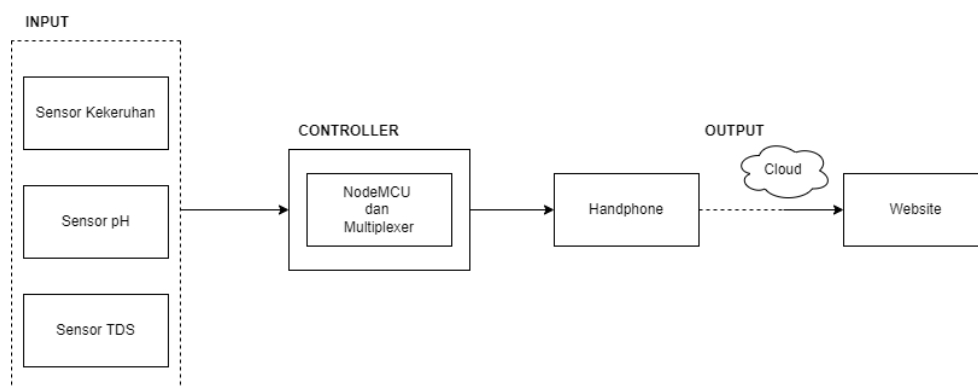 INPUT
Sensor Kekeruhan
Sensor pH
Sensor TDS
CONTROLLER
NodeMCU
dan
Multiplexer
Handphone
OUTPUT
Cloud
Website